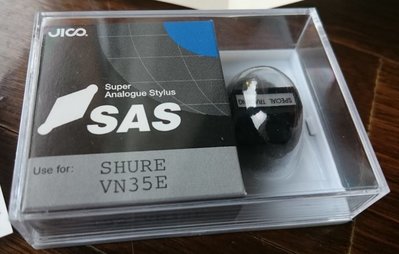 JICO
Super
Analogue Stylus
SAS
Use for:
SHURE
VN35E
SPECIAL